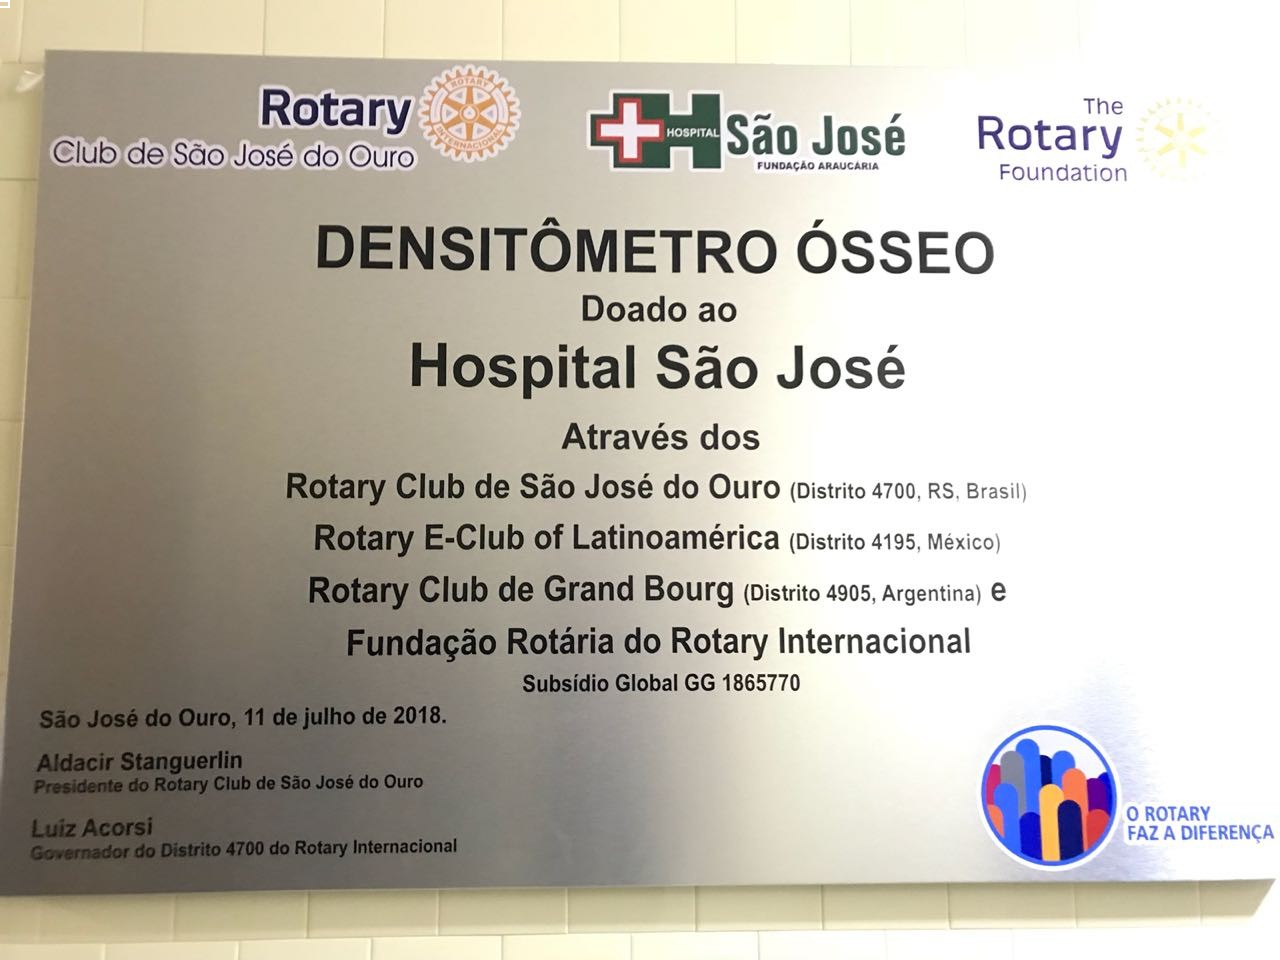 Rotary
Club de São José do Ouro
ROTARY
INTERNACIONAL
HOSPITAL
São José
FUNDAÇÃO ARAUCÁRIA
The
Rotary
Foundation
DENSITÔMETRO ÓSSEO
Doado ao
Hospital São José
Através dos
Rotary Club de São José do Ouro (Distrito 4700, RS, Brasil)
Rotary E-Club of Latinoamérica (Distrito 4195, México)
Rotary Club de Grand Bourg (Distrito 4905, Argentina) e
Fundação Rotária do Rotary Internacional
Subsídio Global GG 1865770
São José do Ouro, 11 de julho de 2018.
Aldacir Stanguerlin
Presidente do Rotary Club de São José do Ouro
Luiz Acorsi
Governador do Distrito 4700 do Rotary Internacional
O ROTARY
FAZ A DIFERENÇA